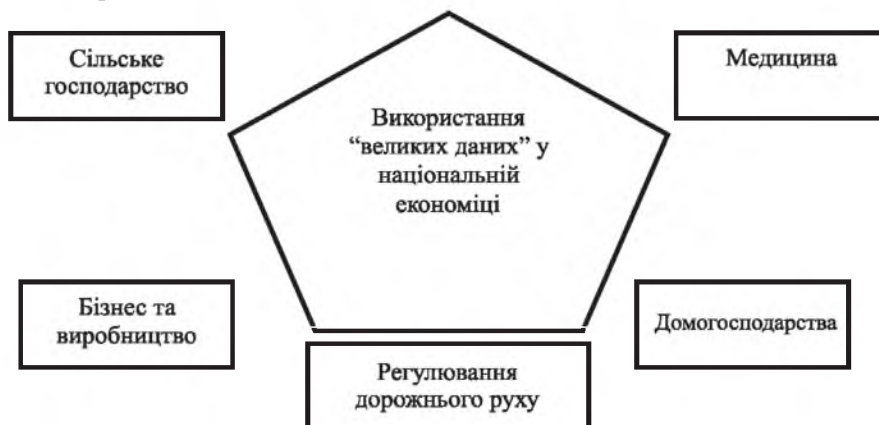 Сільське
господарство
Медицина
Використання
“великих даних” у
національній
економіці
Бізнес та
виробництво
Домогосподарства
Регулювання
дорожнього руху